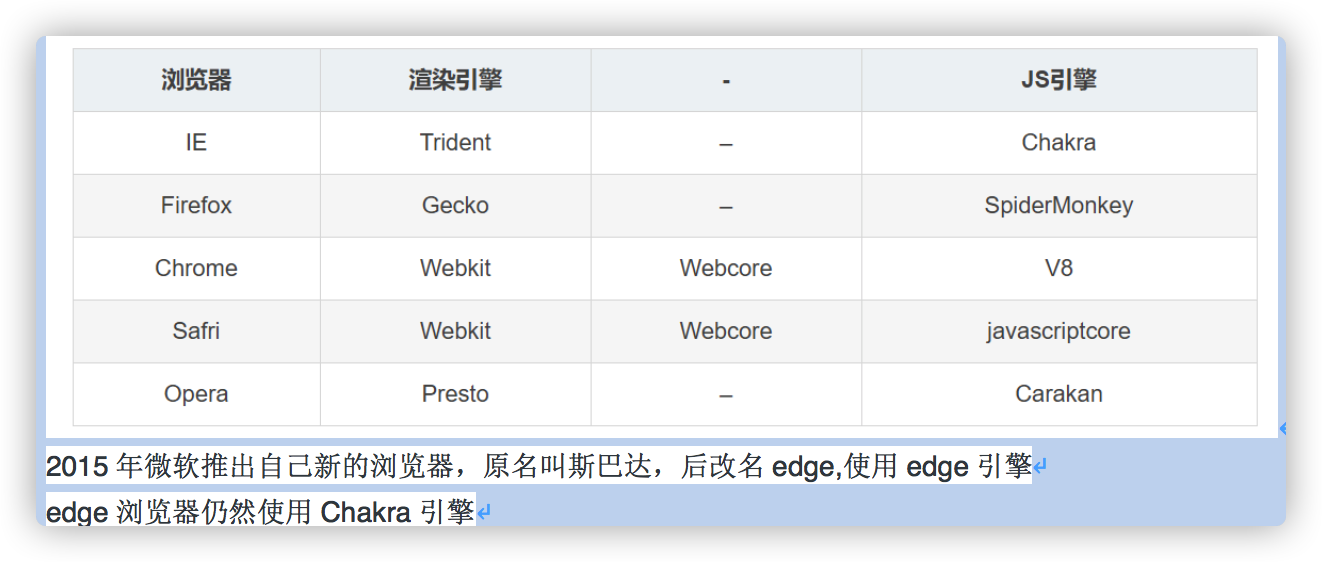 浏览器 渲染引擎 - JS引擎
IE Trident – Chakra
Firefox Gecko – SpiderMonkey
Chrome Webkit Webcore V8
Safri Webkit Webcore javascriptcore
Opera Presto – Carakan
2015 年微软推出自己新的浏览器，原名叫斯巴达，后改名 edge,使用 edge 引擎
edge 浏览器仍然使用 Chakra 引擎